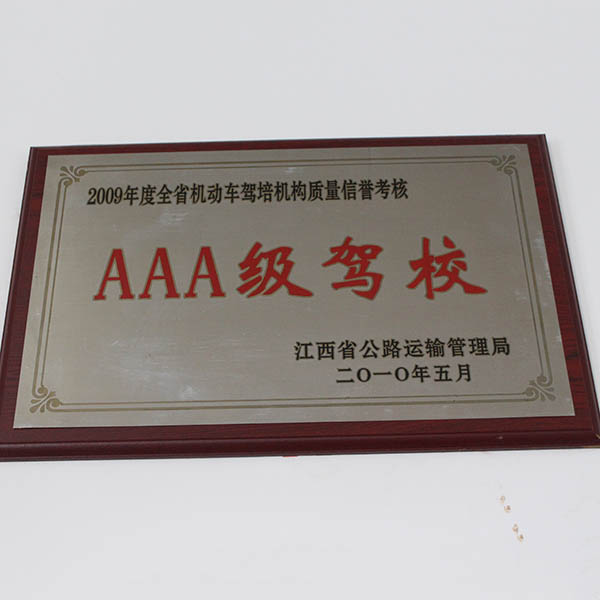 2009年度全省机动车驾培机构质量信誉考核
AAA级驾校
江西省公路运输管理局
二〇一〇年五月